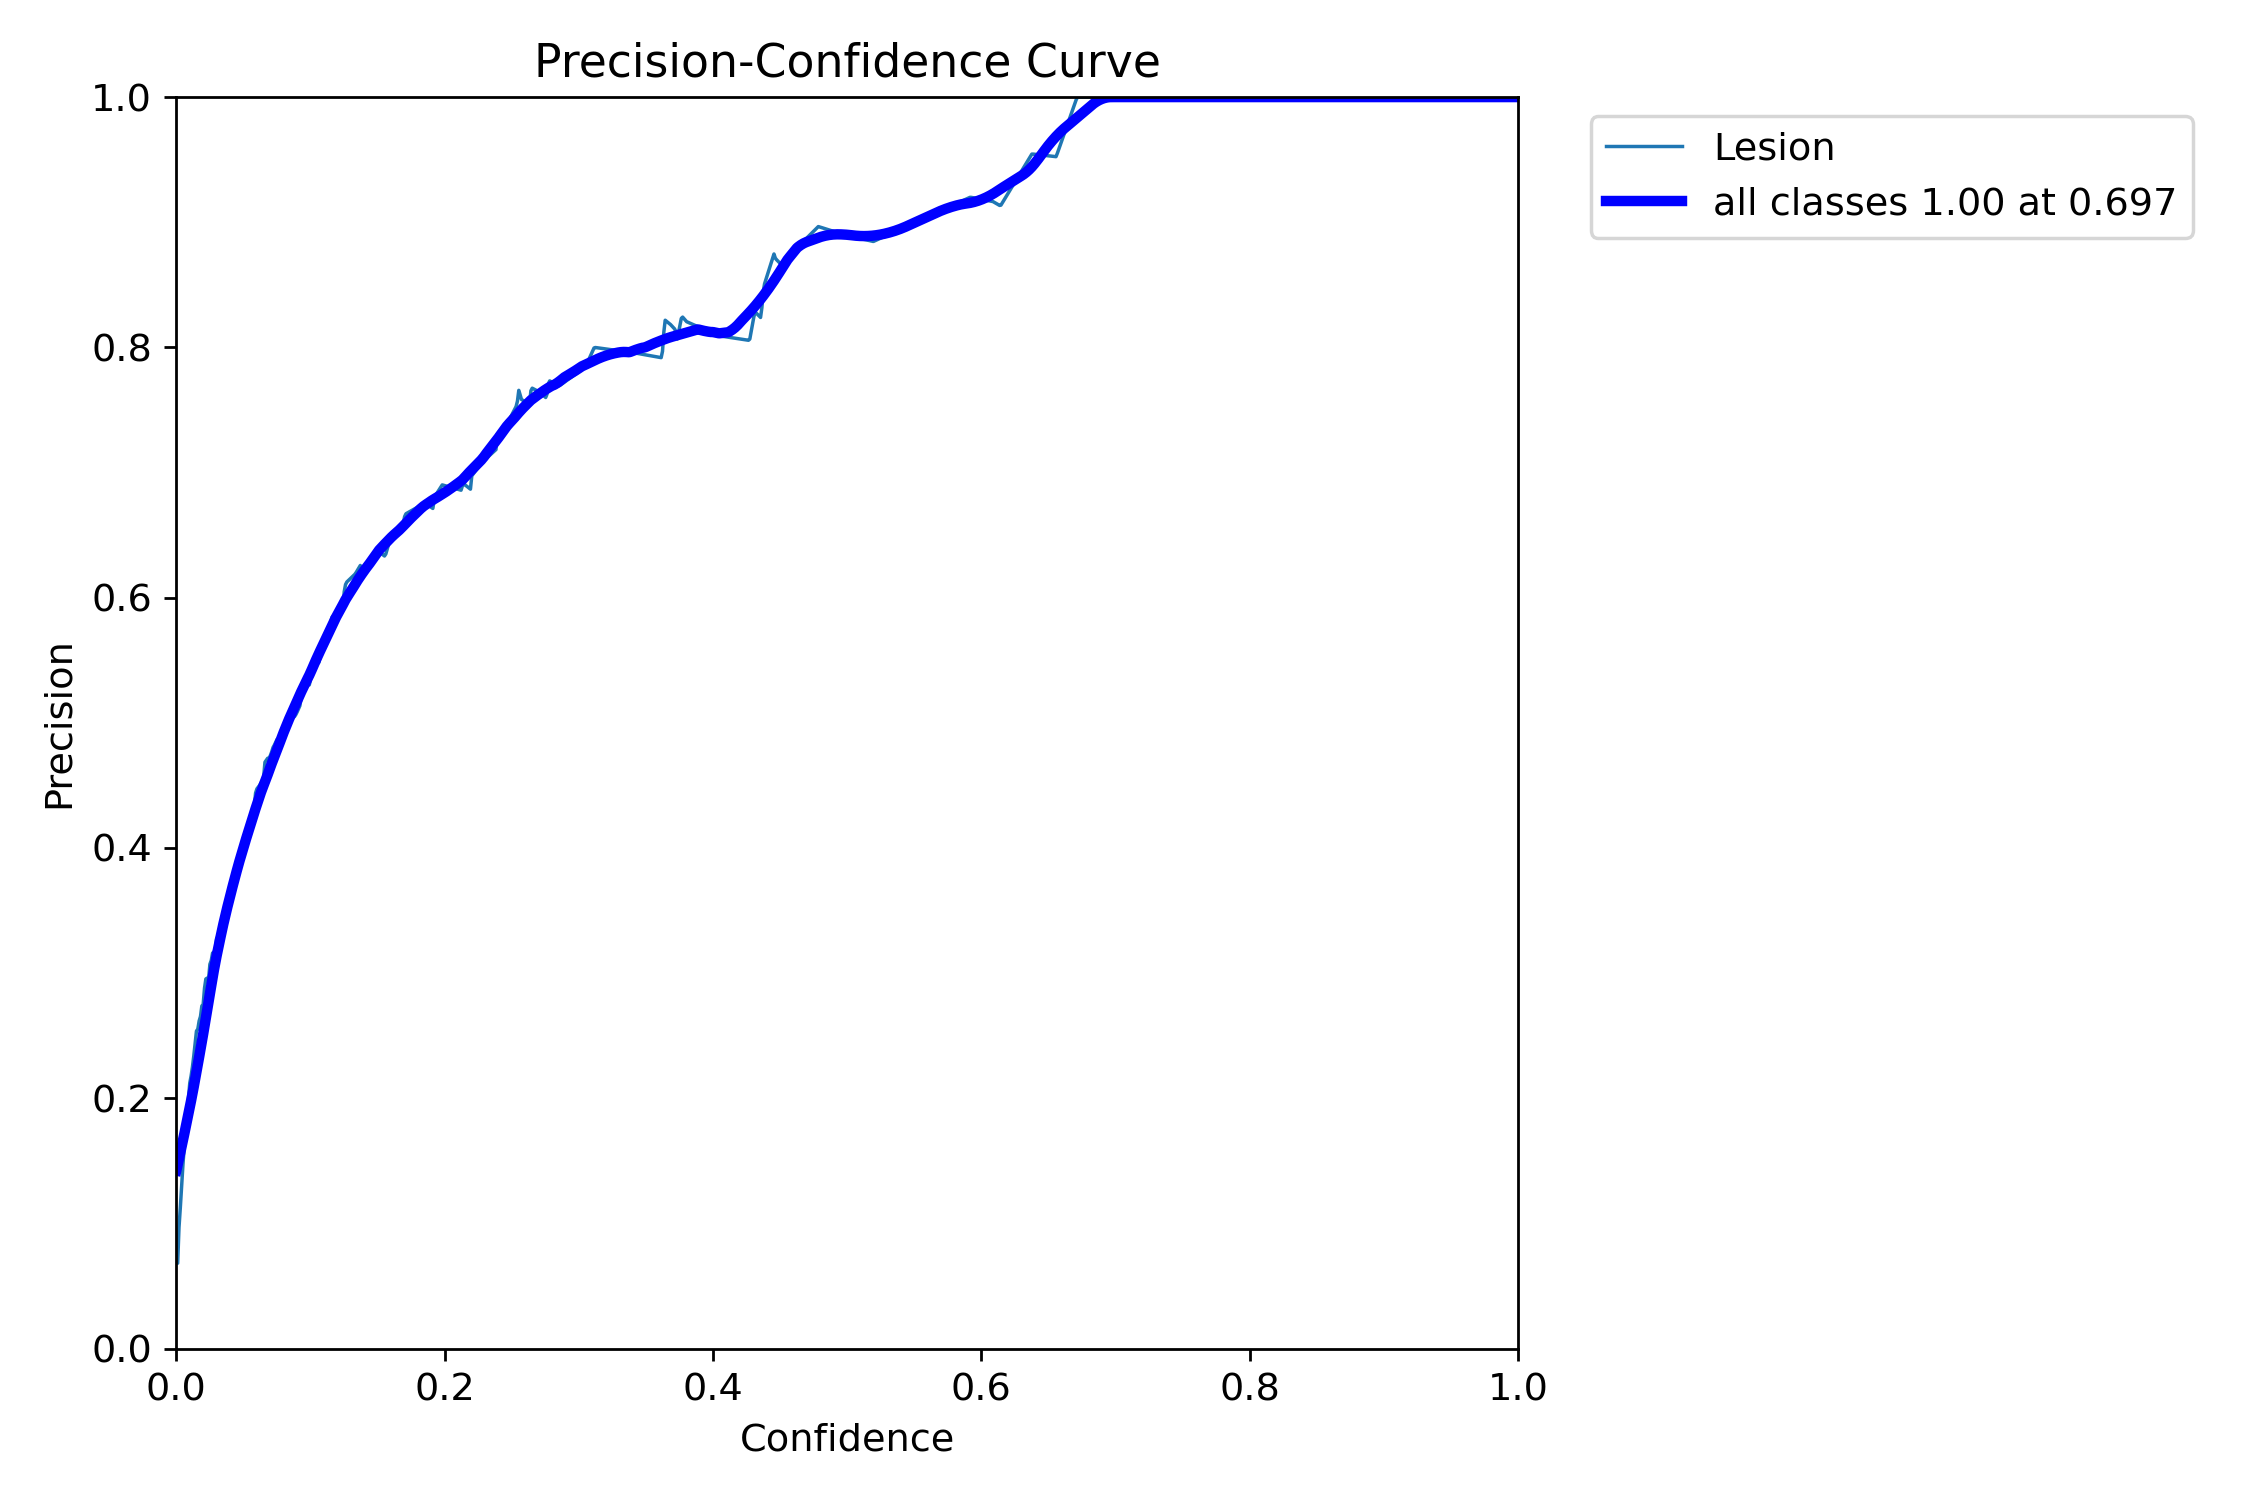 Precision-Confidence Curve
1.0
0.8
0.6
0.4
0.2
0.0
Precision
0.0 0.2 0.4 0.6 0.8 1.0
Confidence
Lesion
all classes 1.00 at 0.697